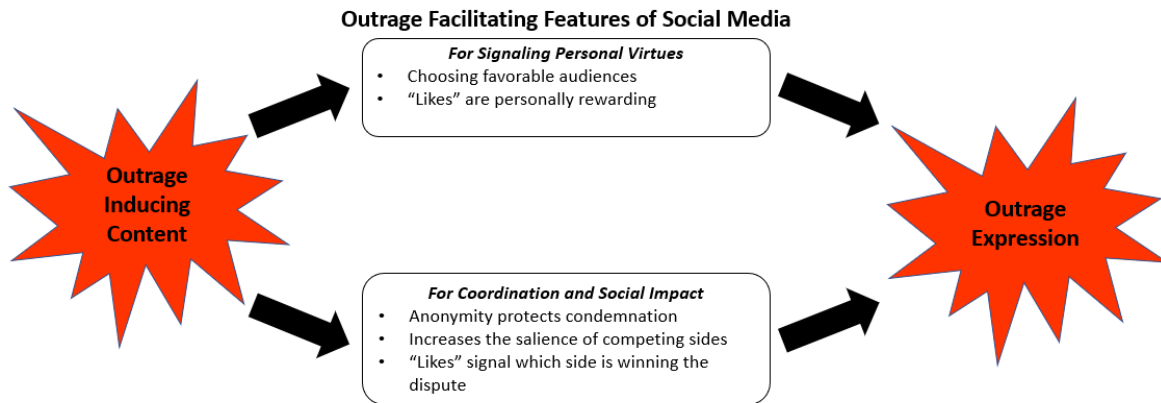 Outrage Facilitating Features of Social Media
For Signaling Personal Virtues
• Choosing favorable audiences
• “Likes” are personally rewarding
Outrage
Inducing
Content
Outrage
Expression
For Coordination and Social Impact
• Anonymity protects condemnation
• Increases the salience of competing sides
• “Likes” signal which side is winning the
dispute